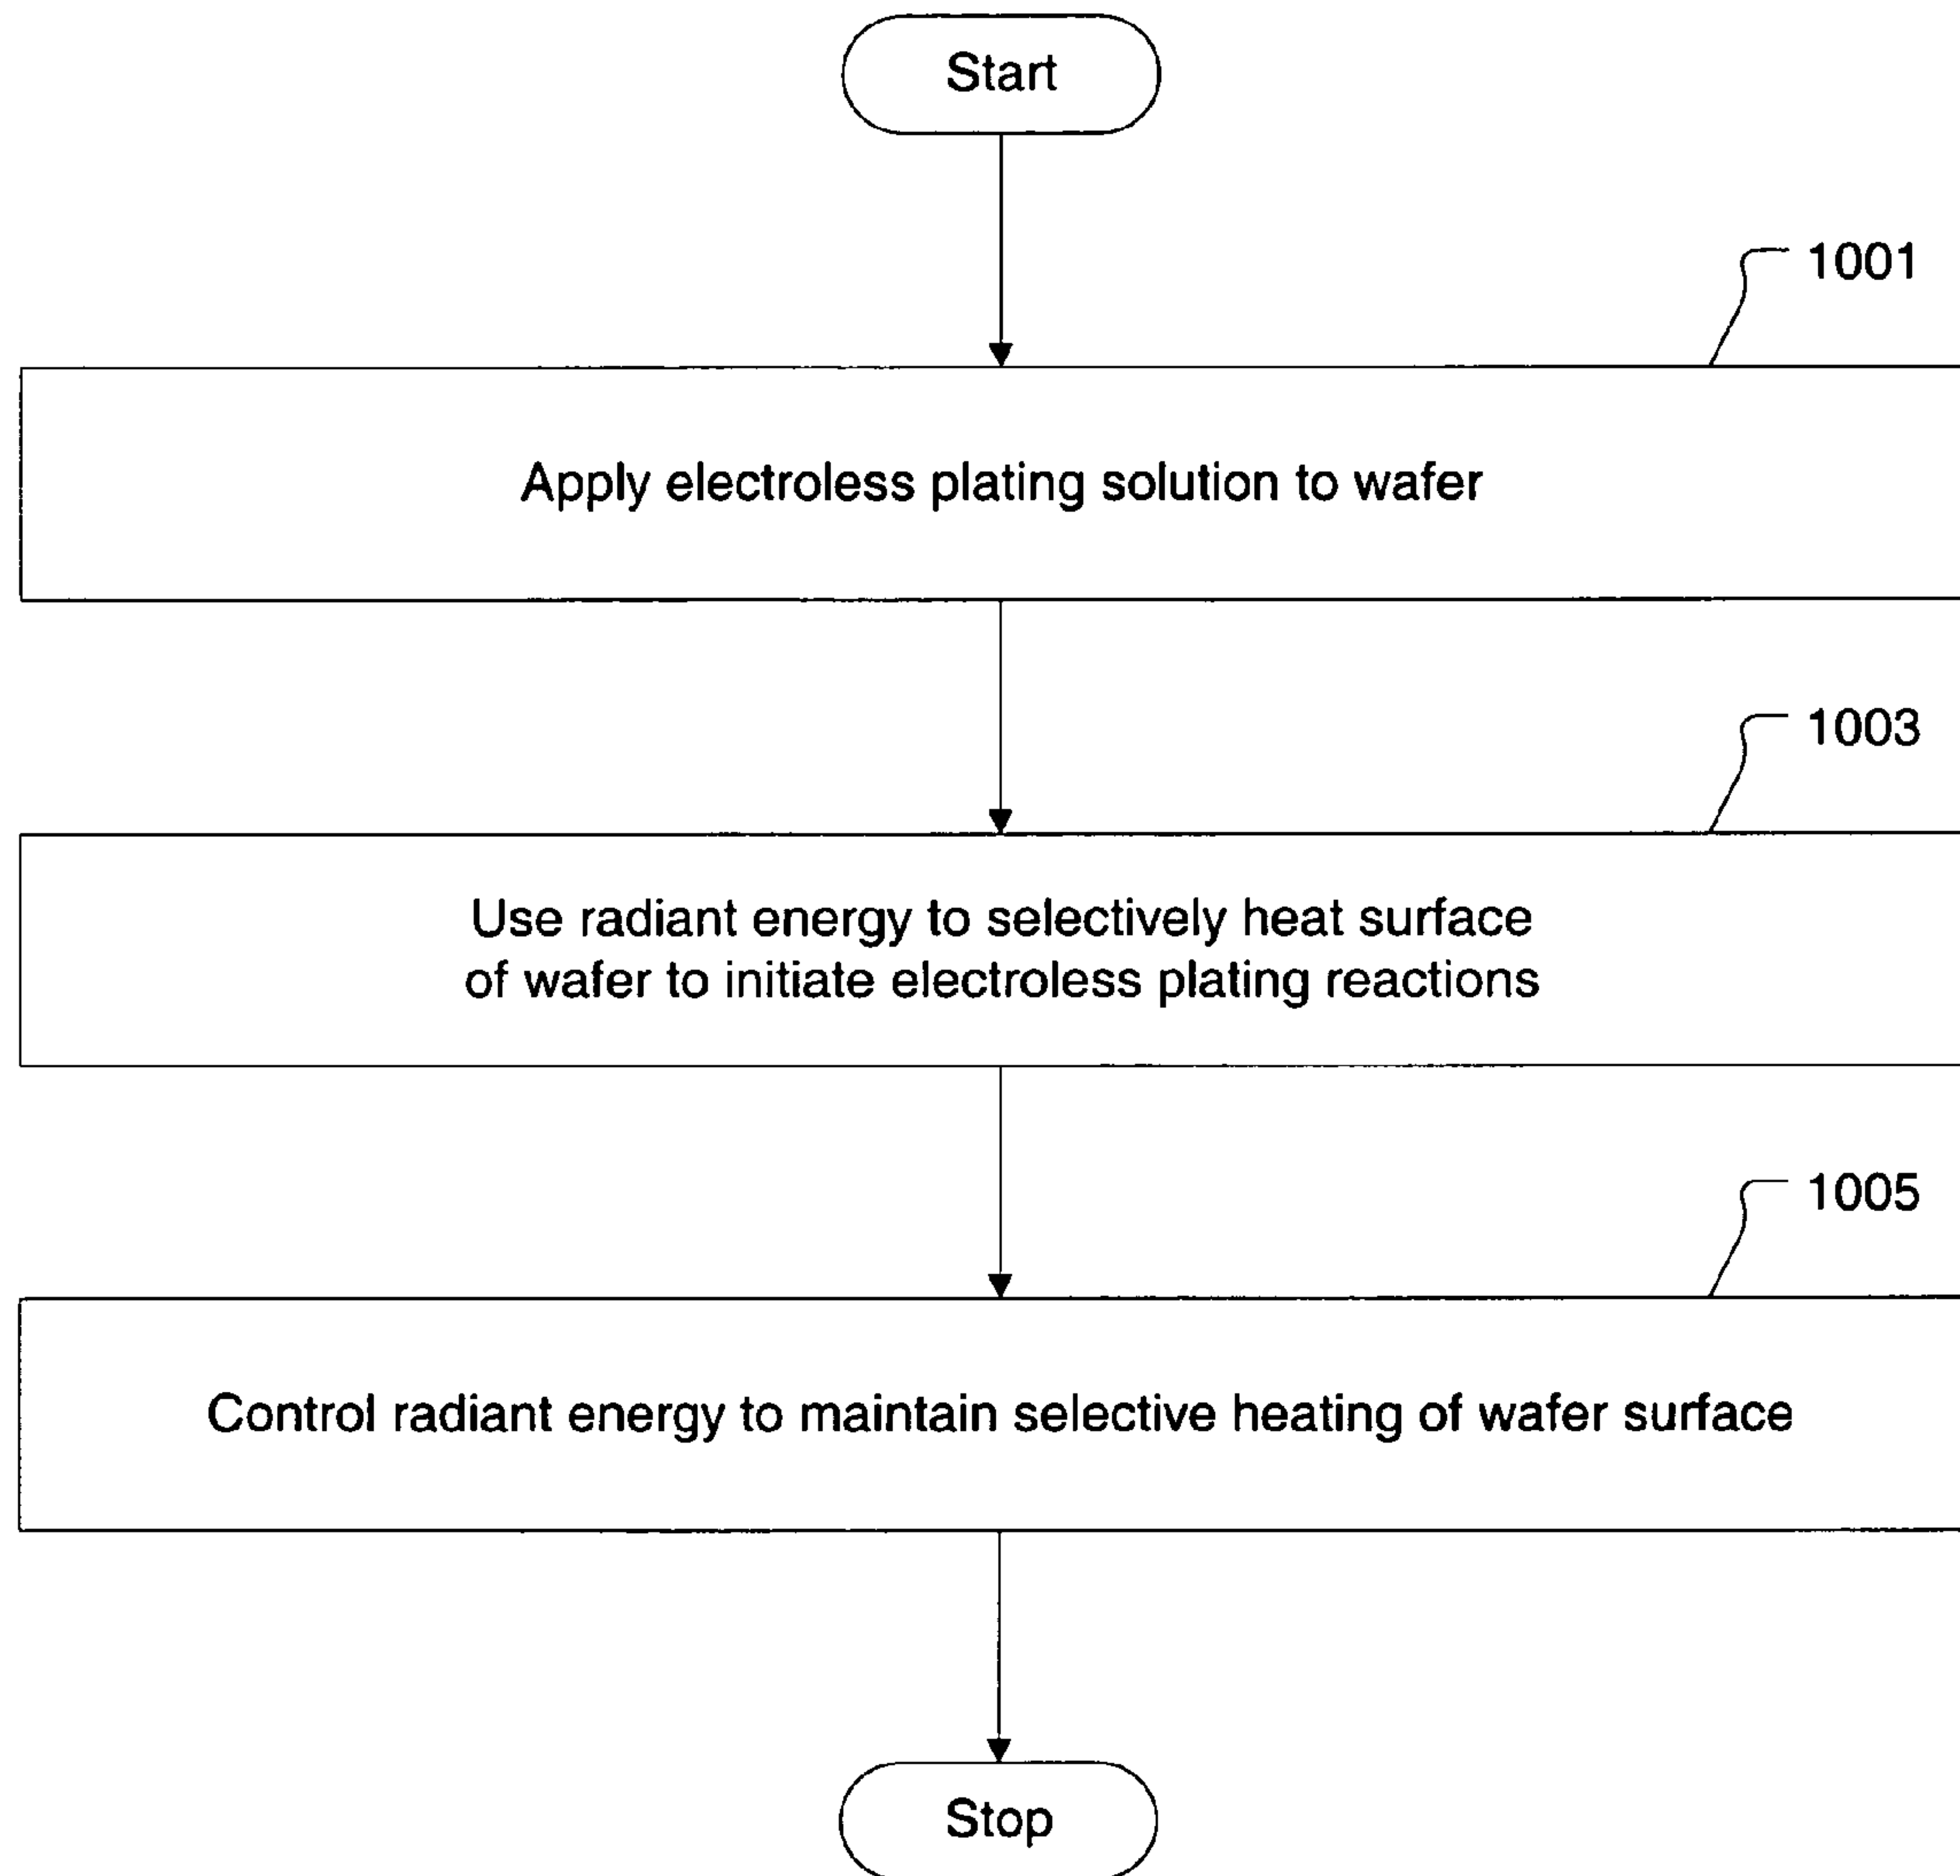 Start
1001
Apply electroless plating solution to wafer
1003
Use radiant energy to selectively heat surface
of wafer to initiate electroless plating reactions
1005
Control radiant energy to maintain selective heating of wafer surface
Stop